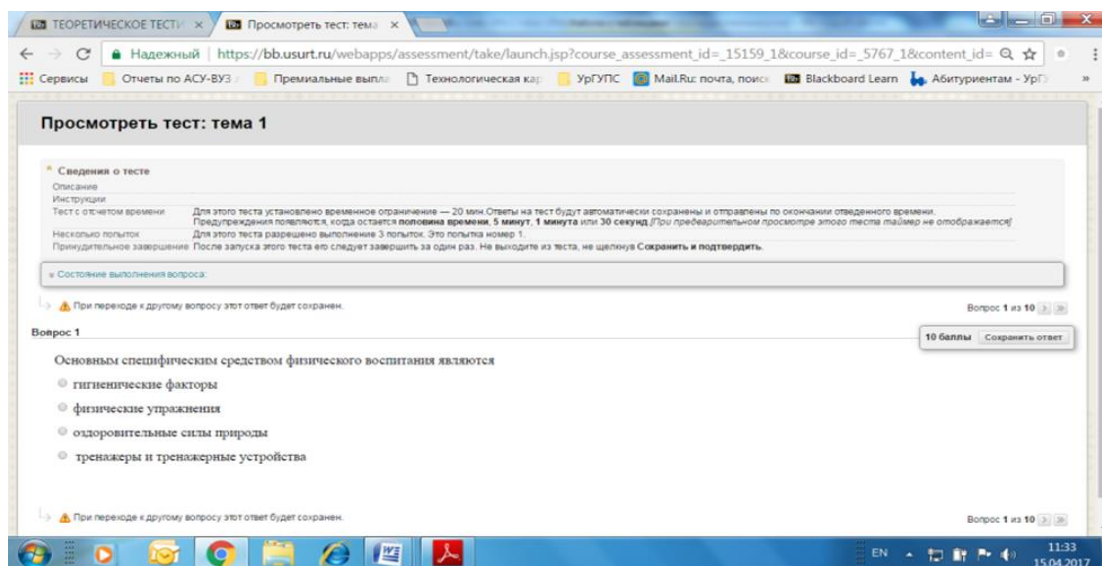 ТЕОРЕТИЧЕСКОЕ ТЕСТИ
Просмотреть тест: тема
Надежный https://bb.usurt.ru/webapps/assessment/take/launch.jsp?course_assessment_id=_15159_1&course_id=_5767_1&content_id=
Сервисы Отчеты по АСУ-ВУЗ Премиальные выпла Технологическая кар УрГУПС Mail.Ru: почта, поиск Blackboard Learn Абитуриентам - УрГ »
Просмотреть тест: тема 1
* Сведения о тесте
Описание
Инструкции
Тест с отсчетом времени Для этого теста установлено временное ограничение — 20 мин.Ответы на тест будут автоматически сохранены и отправлены по окончании отведенного времени.
Предупреждения появляются, когда остается половина времени, 5 минут, 1 минута или 30 секунд.[При предварительном просмотре этого теста таймер не отображается]
Несколько попыток Для этого теста разрешено выполнение 3 попыток. Это попытка номер 1.
Принудительное завершение После запуска этого теста его следует завершить за один раз. Не выходите из теста, не щелкнув Сохранить и подтвердить.
Состояние выполнения вопроса:
При переходе к другому вопросу этот ответ будет сохранен.
Вопрос 1 из 10 > »
Вопрос 1
10 баллы Сохранить ответ
Основным специфическим средством физического воспитания являются
гигиенические факторы
физические упражнения
оздоровительные силы природы
тренажеры и тренажерные устройства
При переходе к другому вопросу этот ответ будет сохранен.
Вопрос 1 из 10 > »
EN
11:33
15.04.2017